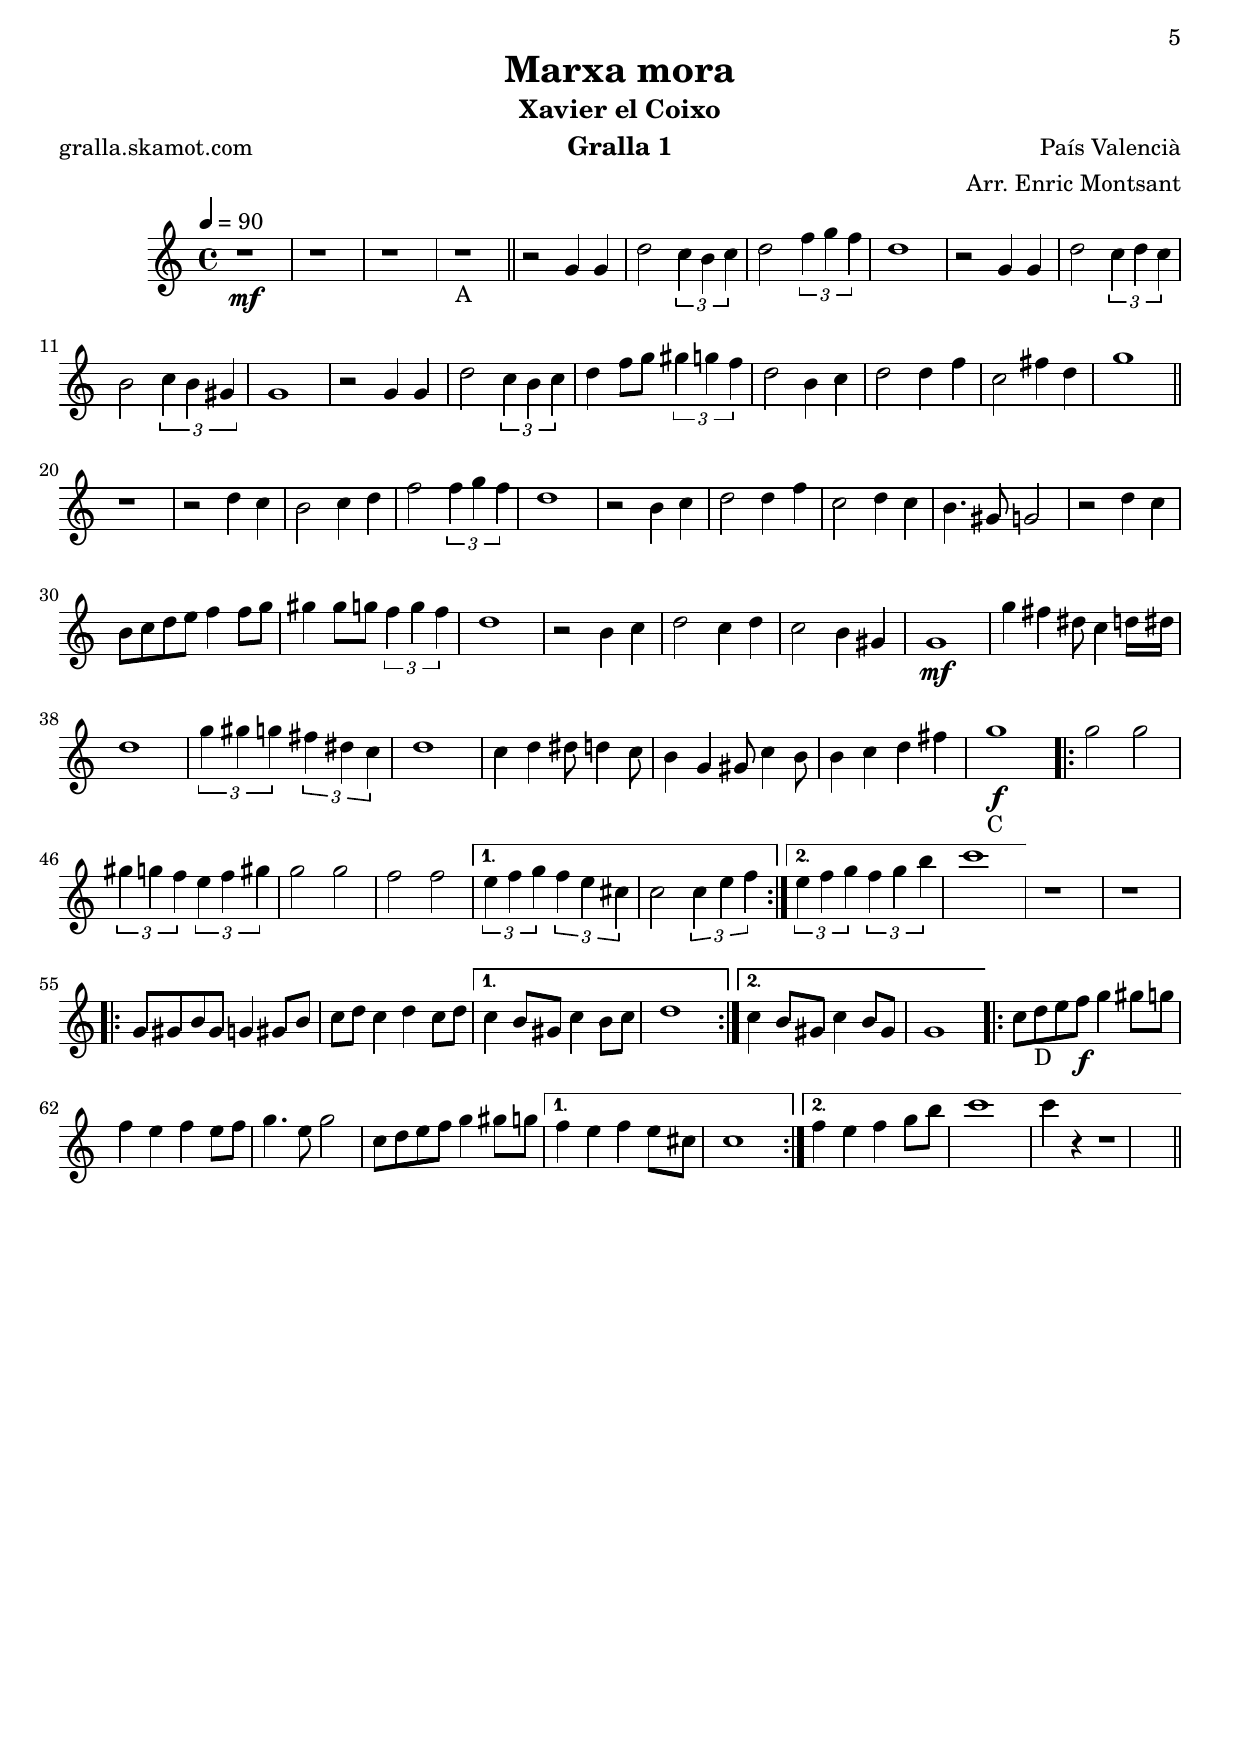 5
Marxa mora
Xavier el Coixo
gralla.skamot.com Gralla 1 País Valencià
Arr. Enric Montsant
= 90
mf A 3 3 3
11 3 3 3
20 3
30 3 mf
38 3 3 f
C
46 3 3 1. 3 3 3 2. 3 3
55 1. 2. D f
62 1. 2.